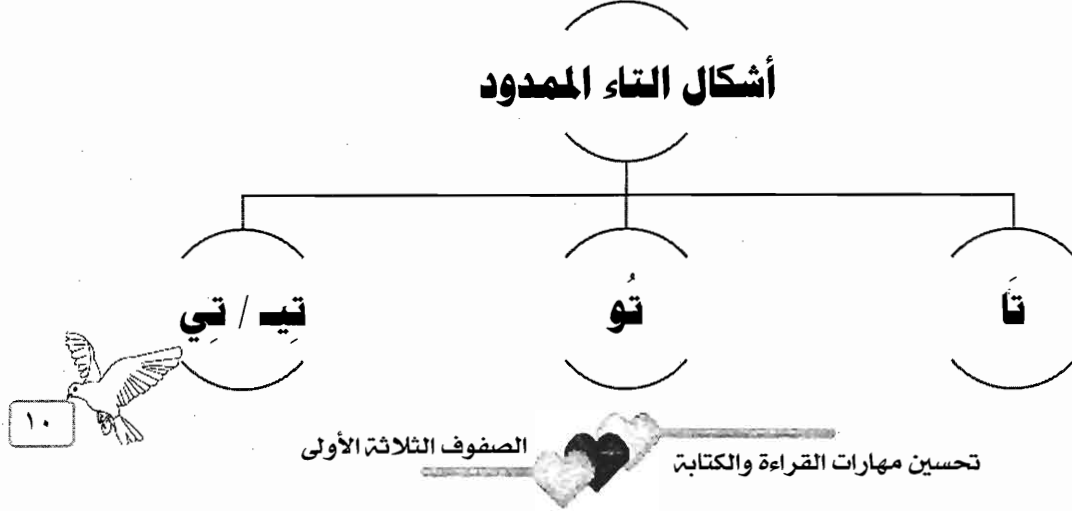 أشكال التاء الممدود
تَا
تُو
تِيـ / تِي
١٠
تحسين مهارات القراءة والكتابة
الصفوف الثلاثة الأولى